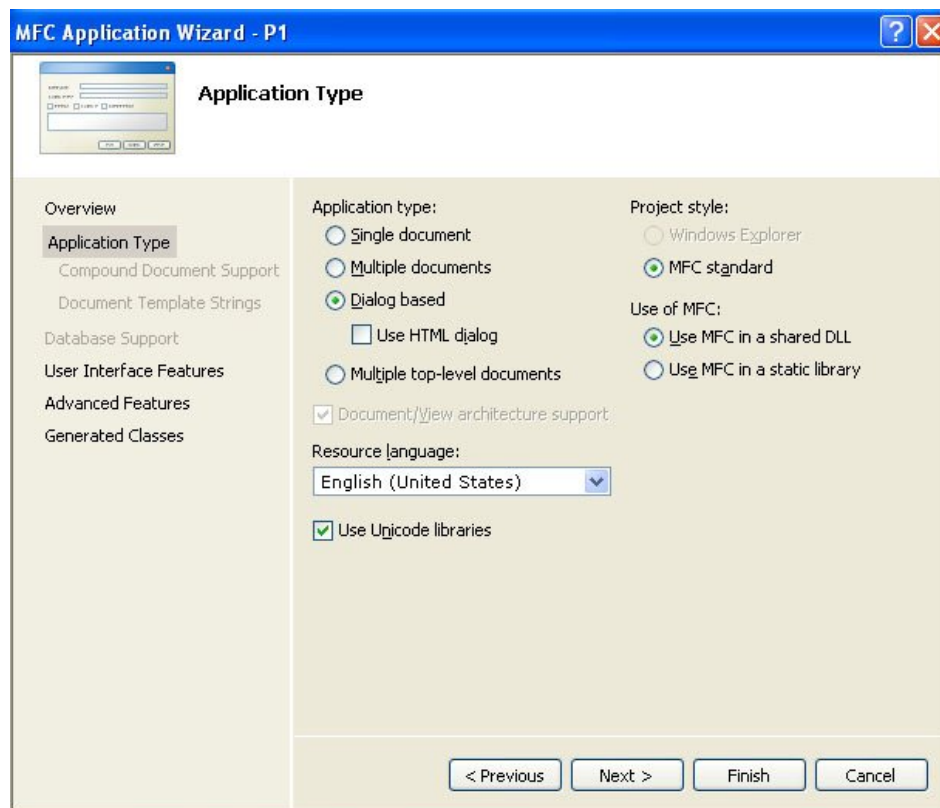 MFC Application Wizard - P1
Application Type
Overview
Application Type
Compound Document Support
Document Template Strings
Database Support
User Interface Features
Advanced Features
Generated Classes
Application type:
Single document
Multiple documents
Dialog based
Use HTML dialog
Multiple top-level documents
Document/View architecture support
Resource language:
English (United States)
Use Unicode libraries
Project style:
Windows Explorer
MFC standard
Use of MFC:
Use MFC in a shared DLL
Use MFC in a static library
< Previous
Next >
Finish
Cancel